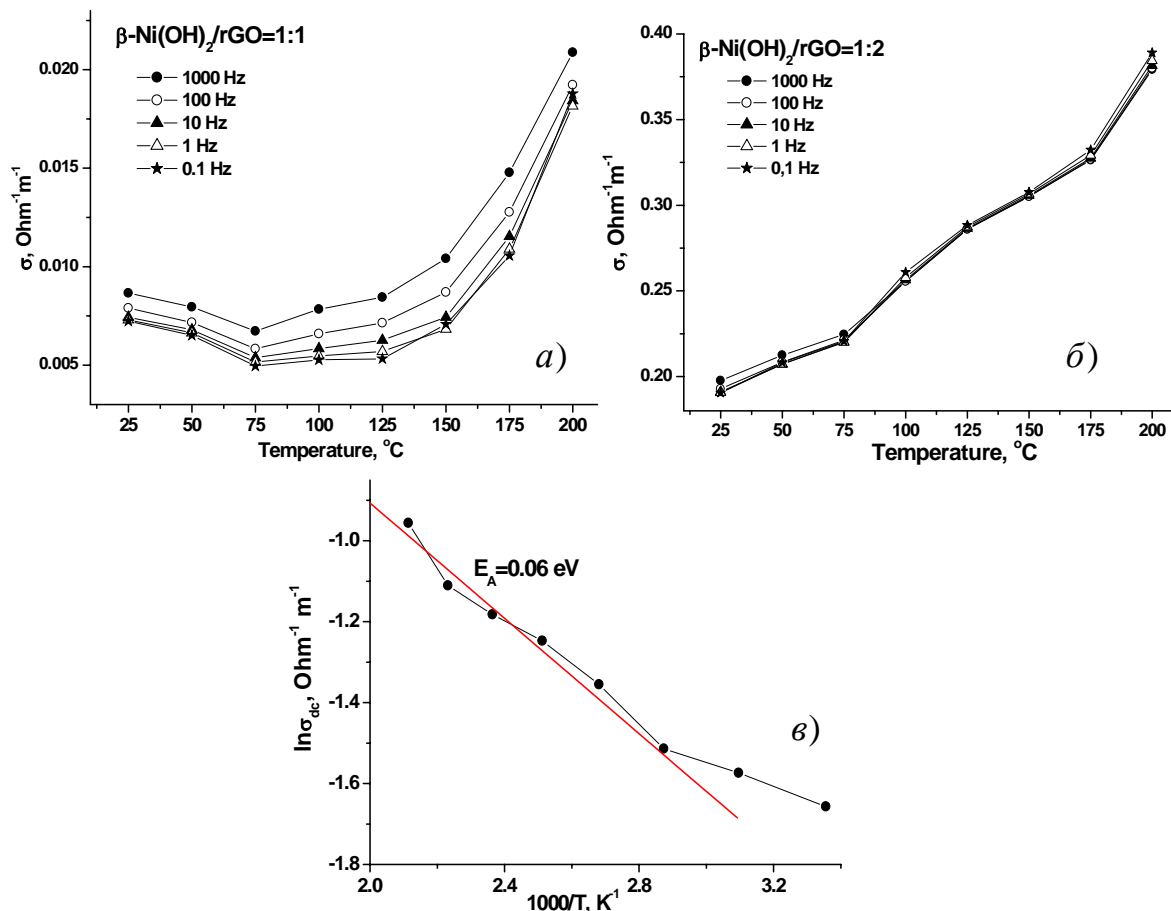 β-Ni(OH)₂/rGO=1:1
1000 Hz
100 Hz
10 Hz
1 Hz
0.1 Hz
0.020
0.015
0.010
0.005
σ, Ohm⁻¹m⁻¹
а)
25 50 75 100 125 150 175 200
Temperature, °C
β-Ni(OH)₂/rGO=1:2
1000 Hz
100 Hz
10 Hz
1 Hz
0,1 Hz
0.40
0.35
0.30
0.25
0.20
σ, Ohm⁻¹m⁻¹
б)
25 50 75 100 125 150 175 200
Temperature, °C
E_A=0.06 eV
-1.0
-1.2
-1.4
-1.6
-1.8
lnσ_dc, Ohm⁻¹ m⁻¹
в)
2.0 2.4 2.8 3.2
1000/T, K⁻¹